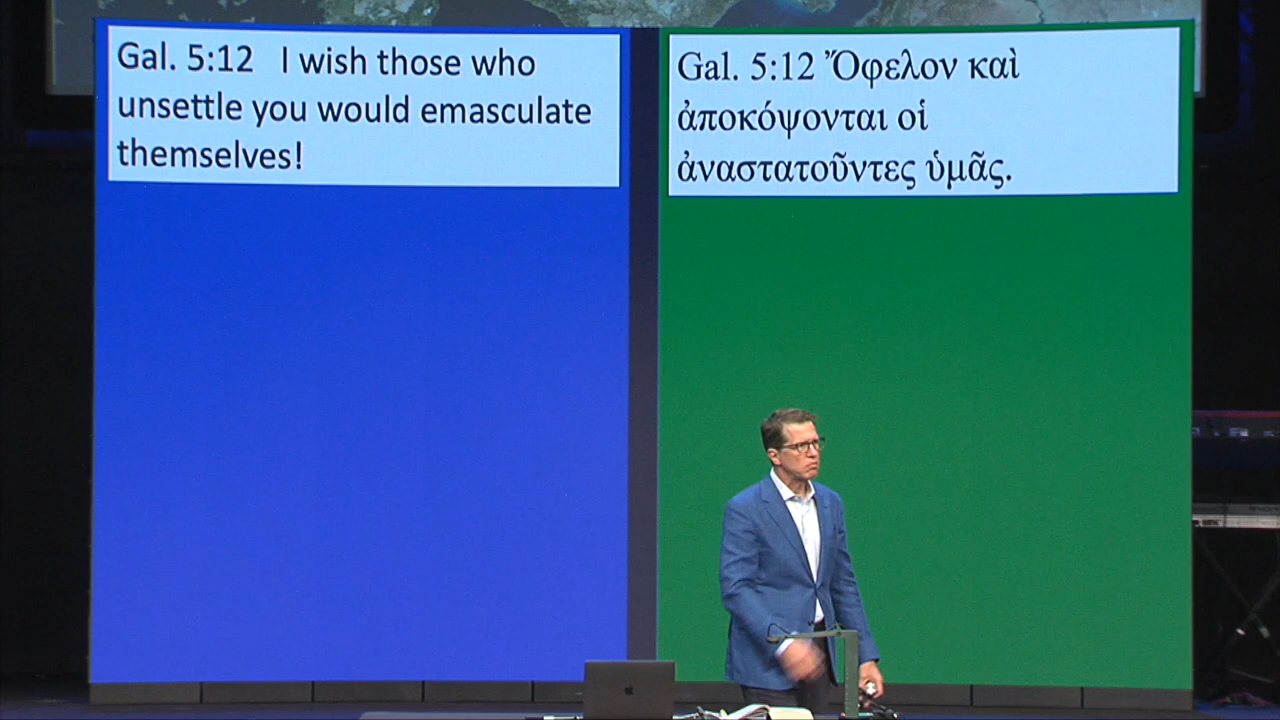 Gal. 5:12 I wish those who
unsettle you would emasculate
themselves!
Gal. 5:12 Ὄφελον καὶ
ἀποκόψονται οἱ
ἀναστατοῦντες ὑμᾶς.